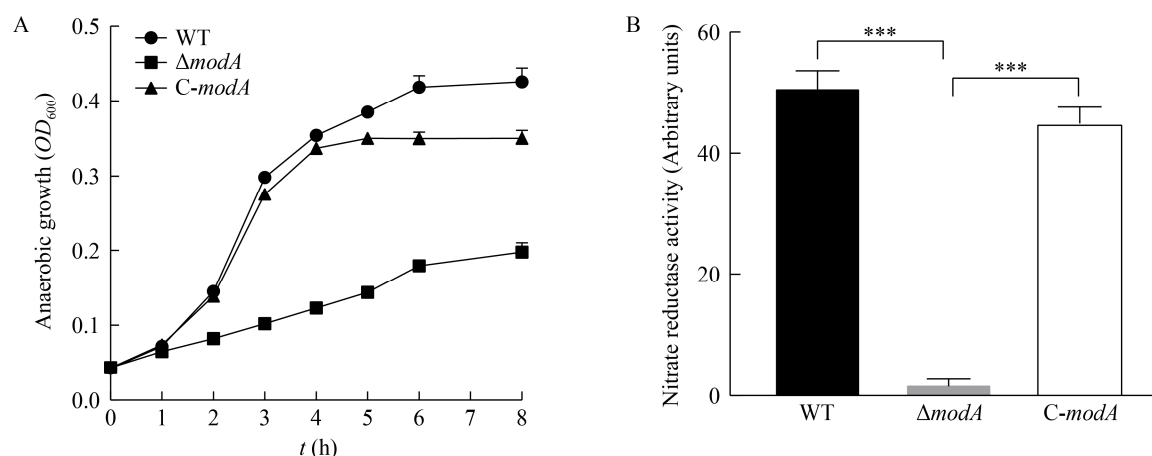 A
Anaerobic growth (OD600)
0.5
0.4
0.3
0.2
0.1
0.0
WT
ΔmodA
C-modA
0 1 2 3 4 5 6 7 8
t (h)
B
Nitrate reductase activity (Arbitrary units)
60
40
20
0
***
***
WT ΔmodA C-modA